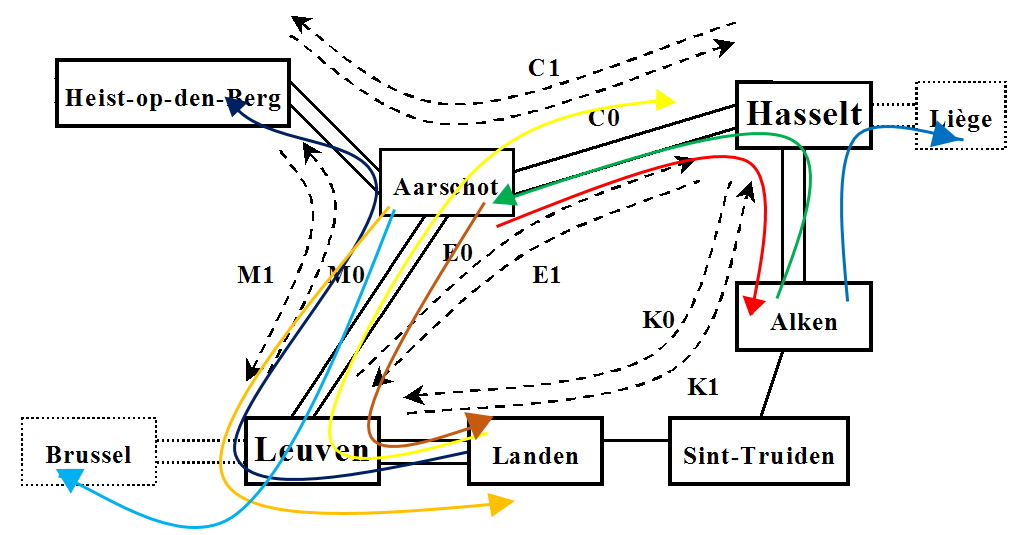 C1
Heist-op-den-Berg
C0
Hasselt
Liège
Aarschot
E0
M1
M0
E1
K0
Alken
K1
Brussel
Leuven
Landen
Sint-Truiden